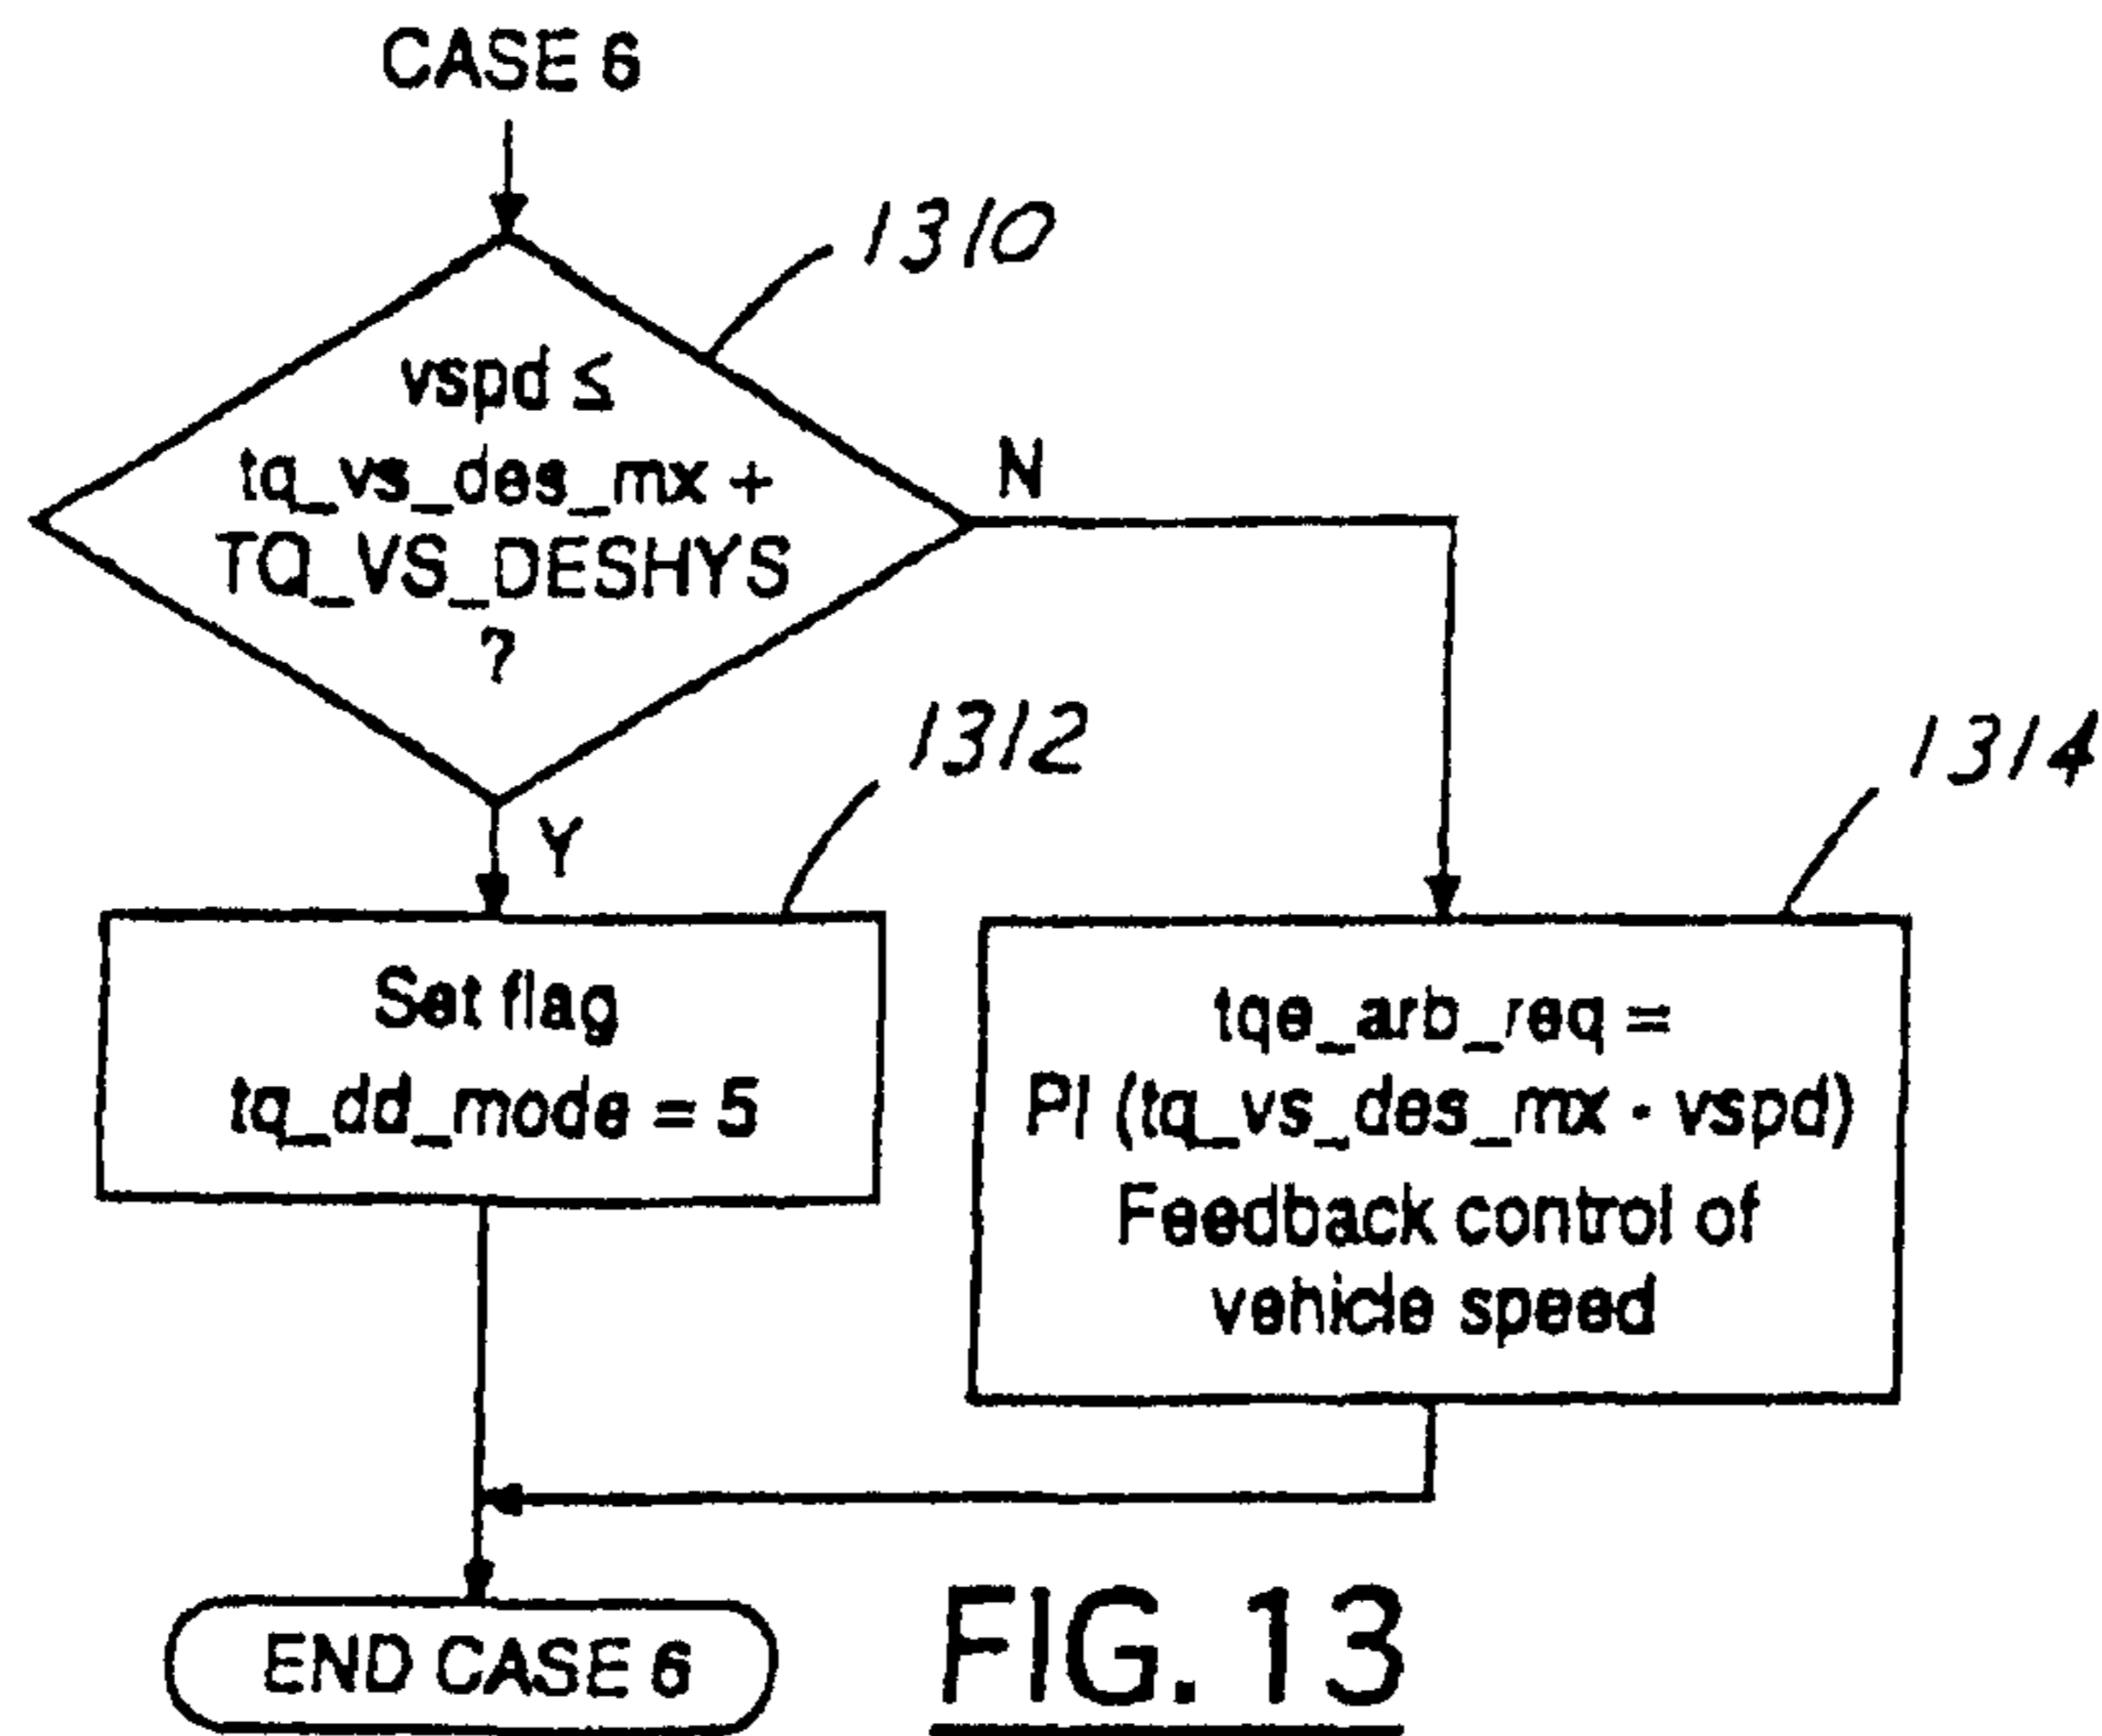 CASE 6
1310
vspd ≤
tq_vs_des_mx +
TQ_VS_DESHYS
?
N
Y
1312
1314
Set flag
tq_dd_mode = 5
tqe_arb_req =
PI (tq_vs_des_mx - vspd)
Feedback control of
vehicle speed
END CASE 6
FIG. 13